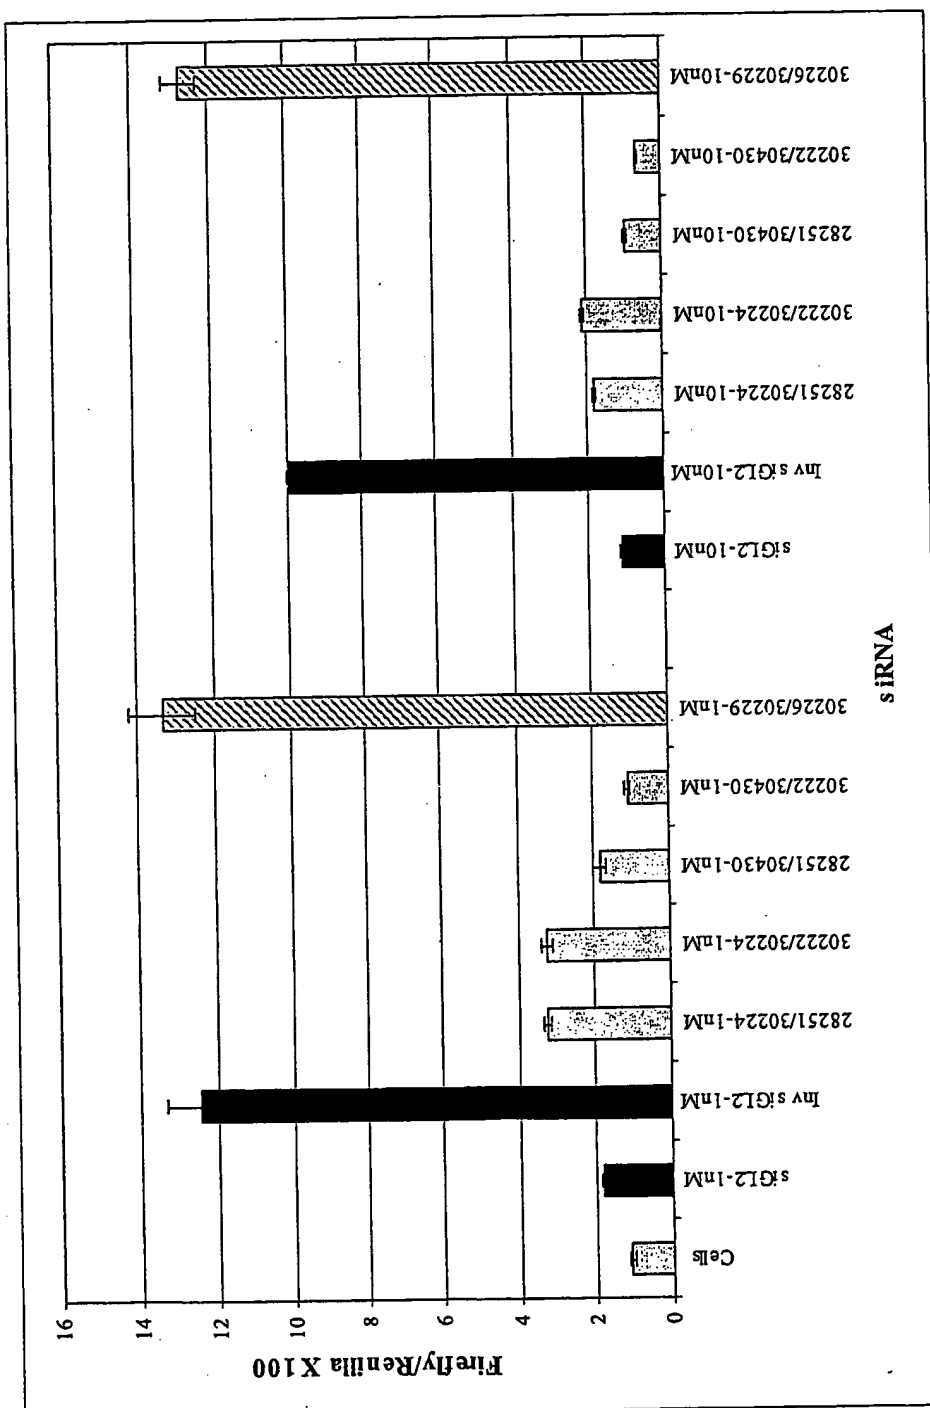 Firefly/Renilla X 100
16
14
12
10
8
6
4
2
0
Cells
siGL2-1nM
Inv siGL2-1nM
28251/30224-1nM
30222/30224-1nM
28251/30430-1nM
30222/30430-1nM
30226/30229-1nM
siGL2-10nM
Inv siGL2-10nM
28251/30224-10nM
30222/30224-10nM
28251/30430-10nM
30222/30430-10nM
30226/30229-10nM
siRNA